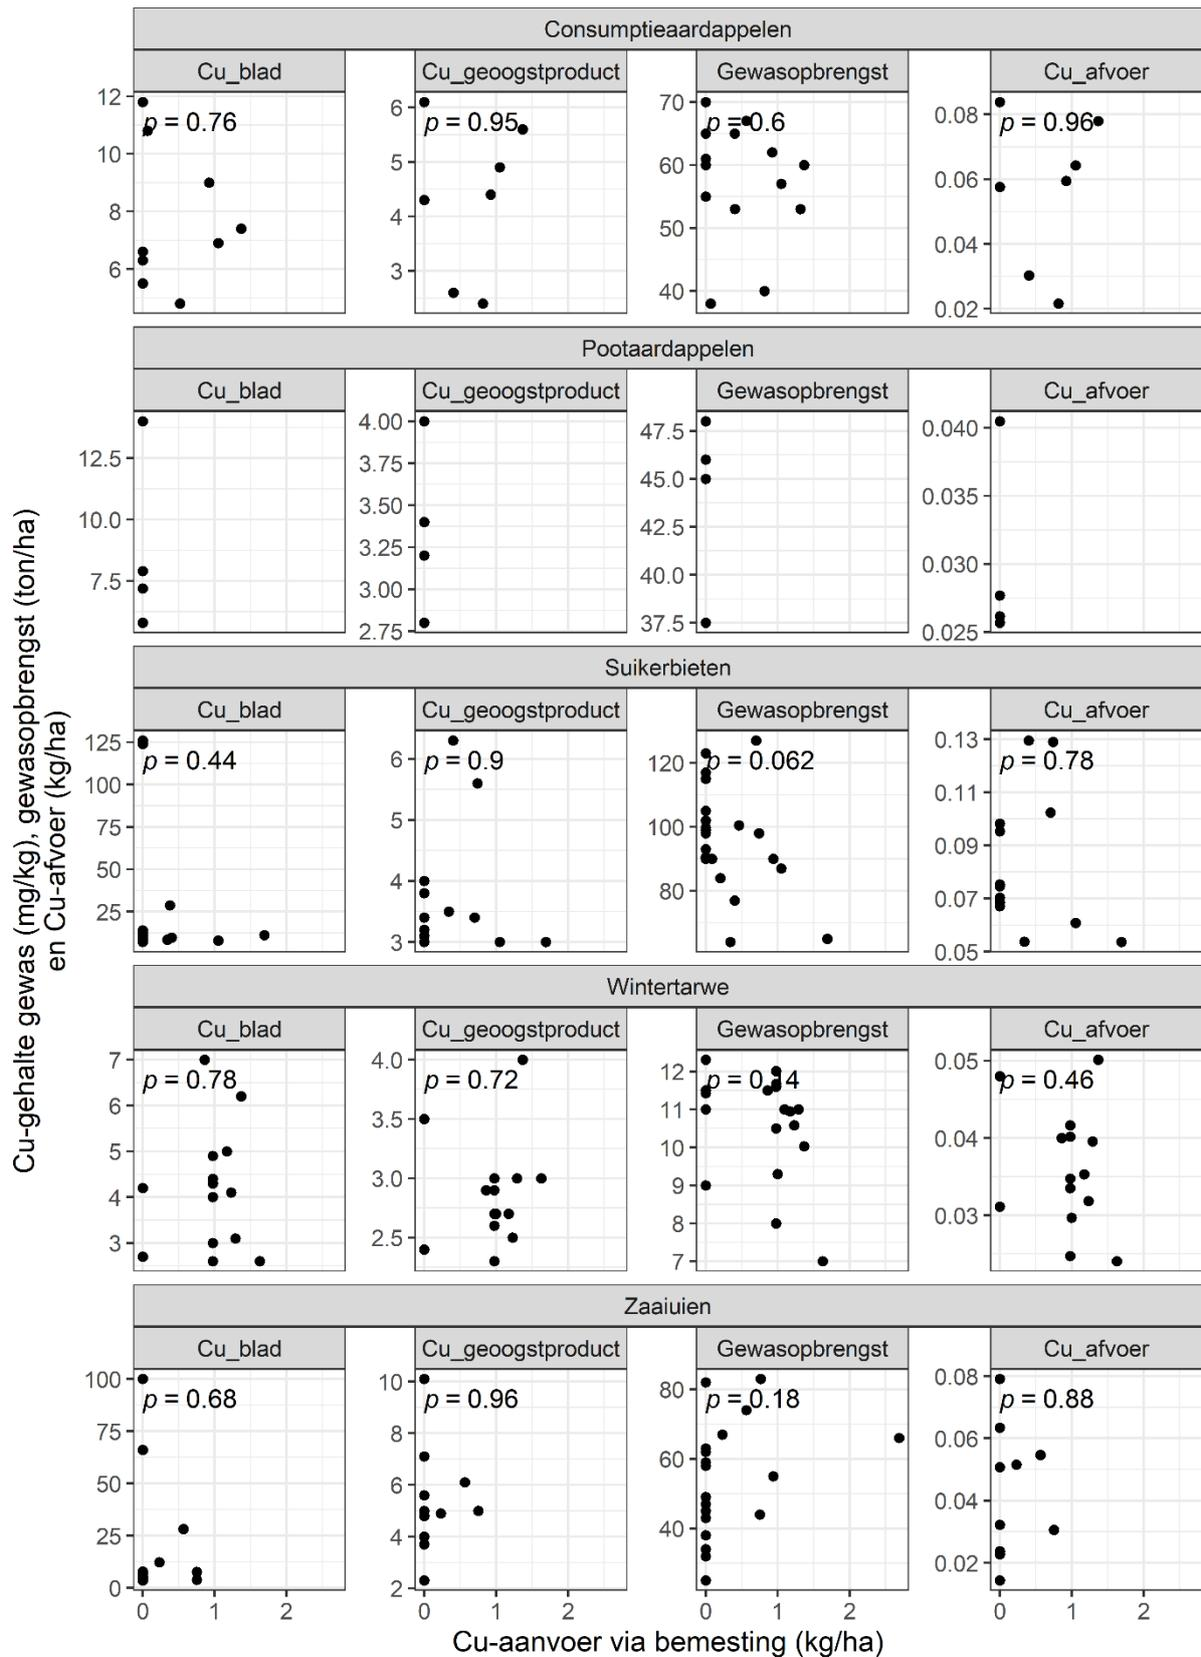 Consumptieaardappelen
Cu_blad Cu_geoogstproduct Gewasopbrengst Cu_afvoer
12 10 8 6
p = 0.76
6 5 4 3
p = 0.95
70 60 50 40
p = 0.6
0.08 0.06 0.04 0.02
p = 0.96
Pootaardappelen
Cu_blad Cu_geoogstproduct Gewasopbrengst Cu_afvoer
12.5 10.0 7.5
4.00 3.75 3.50 3.25 3.00 2.75
47.5 45.0 42.5 40.0 37.5
0.040 0.035 0.030 0.025
Suikerbieten
Cu_blad Cu_geoogstproduct Gewasopbrengst Cu_afvoer
125 100 75 50 25
p = 0.44
6 5 4 3
p = 0.9
120 100 80
p = 0.062
0.13 0.11 0.09 0.07 0.05
p = 0.78
Wintertarwe
Cu_blad Cu_geoogstproduct Gewasopbrengst Cu_afvoer
7 6 5 4 3
p = 0.78
4.0 3.5 3.0 2.5
p = 0.72
12 11 10 9 8 7
p = 0.14
0.05 0.04 0.03
p = 0.46
Zaaiuien
Cu_blad Cu_geoogstproduct Gewasopbrengst Cu_afvoer
100 75 50 25 0
p = 0.68
10 8 6 4 2
p = 0.96
80 60 40
p = 0.18
0.08 0.06 0.04 0.02
p = 0.88
0 1 2 0 1 2 0 1 2 0 1 2
Cu-aanvoer via bemesting (kg/ha)
Cu-gehalte gewas (mg/kg), gewasopbrengst (ton/ha)
en Cu-afvoer (kg/ha)